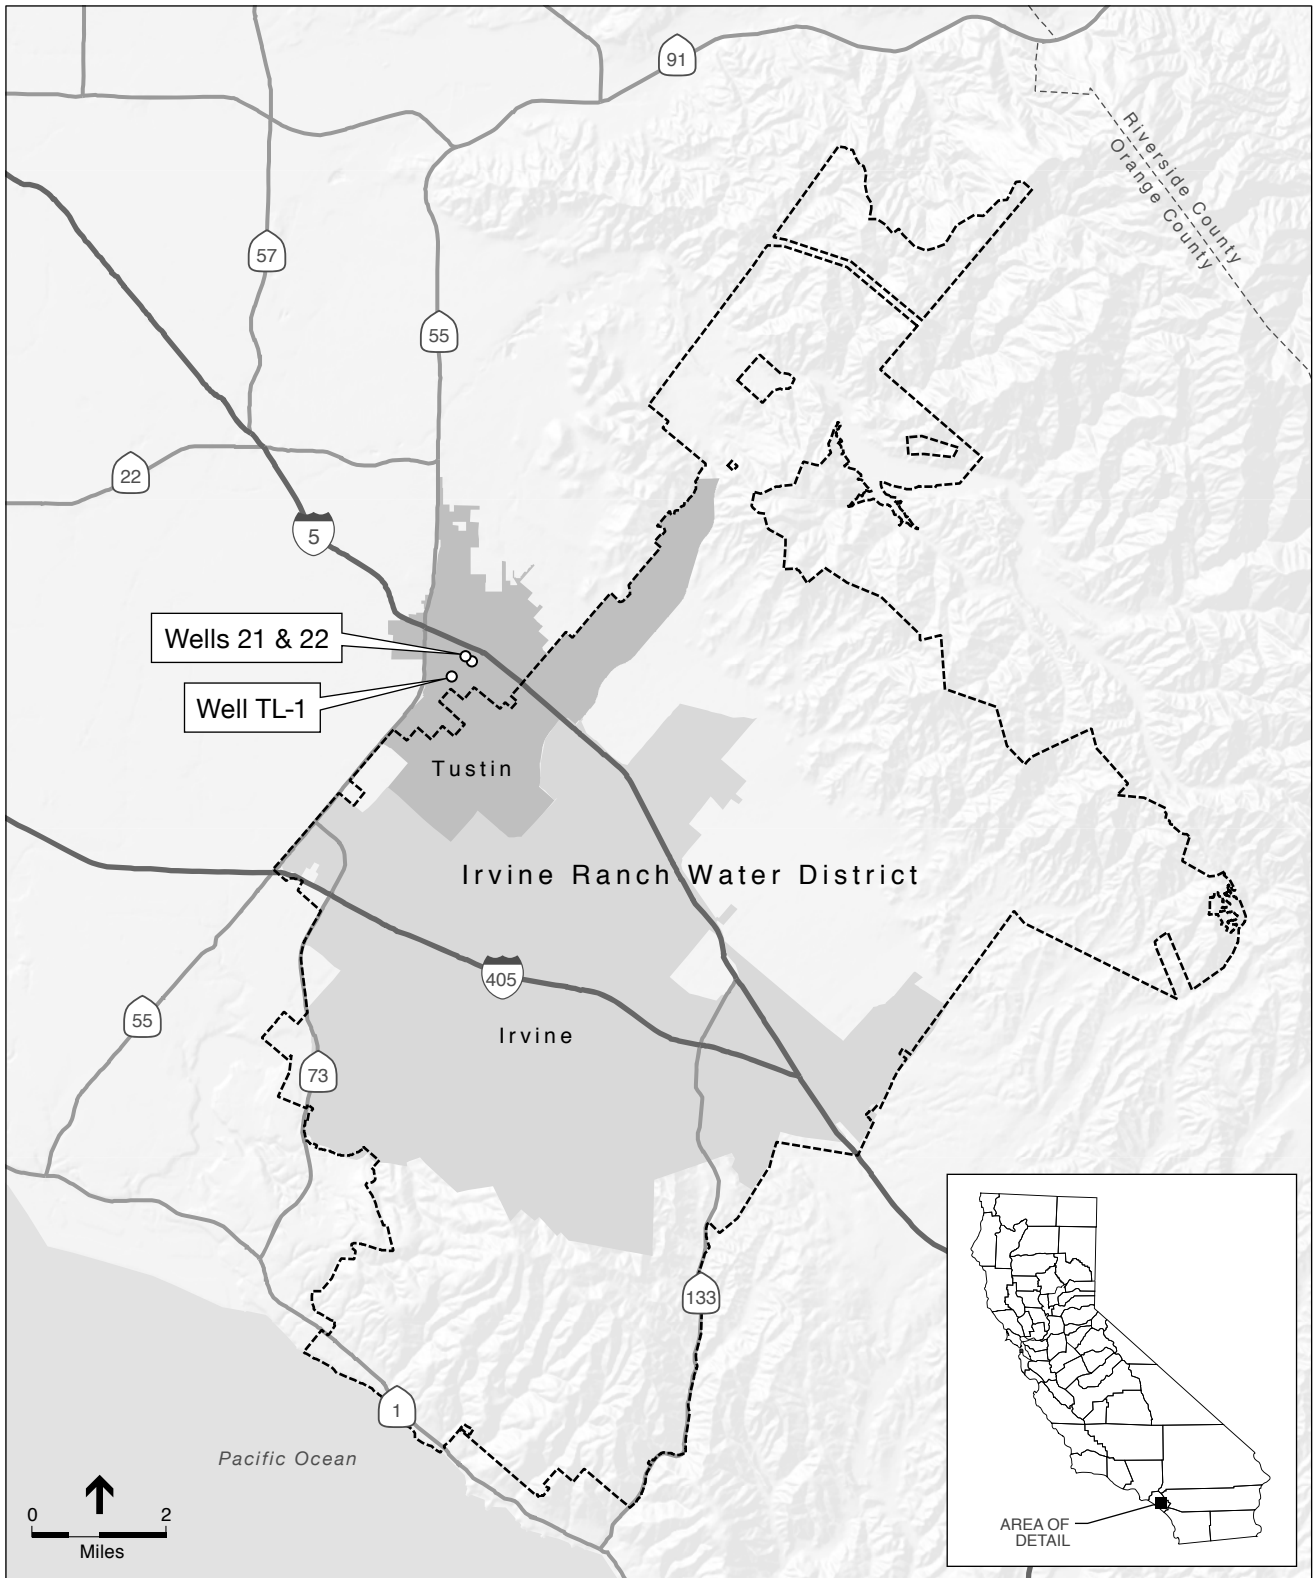 91
Riverside County
Orange County
57
55
22
5
Wells 21 & 22
Well TL-1
Tustin
Irvine Ranch Water District
405
55
Irvine
73
133
1
Pacific Ocean
0 2
Miles
AREA OF
DETAIL